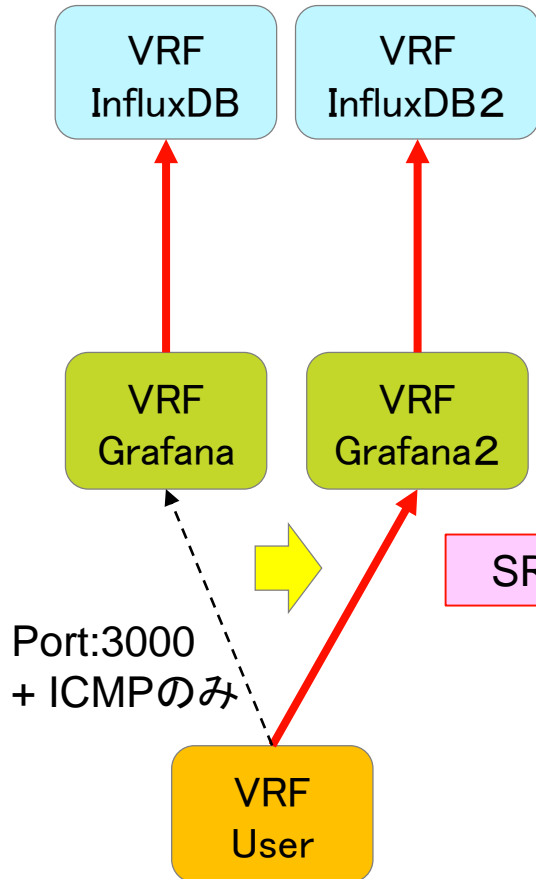 VRF
InfluxDB
VRF
InfluxDB2
VRF
Grafana
VRF
Grafana2
SR
Port:3000
+ ICMPのみ
VRF
User